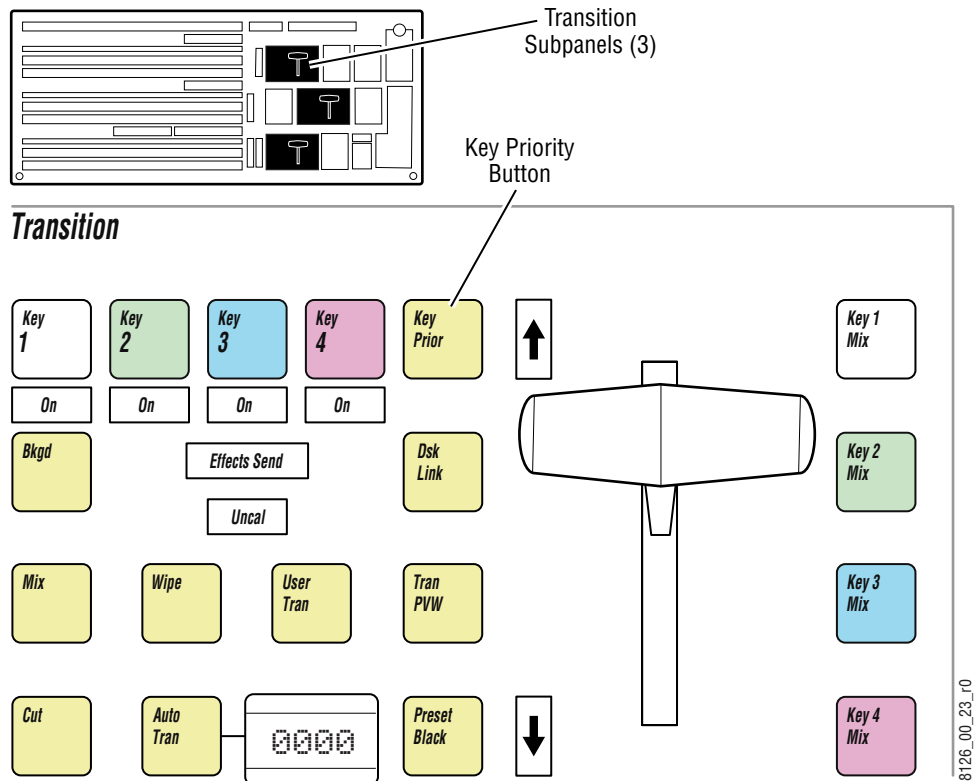 Transition
Subpanels (3)
Key Priority
Button
Transition
Key
1
Key
2
Key
3
Key
4
Key
Prior
Key 1
Mix
On
On
On
On
Bkgd
Effects Send
Dsk
Link
Key 2
Mix
Uncal
Mix
Wipe
User
Tran
Tran
PVW
Key 3
Mix
Cut
Auto
Tran
0000
Preset
Black
Key 4
Mix
8126_00_23_r0